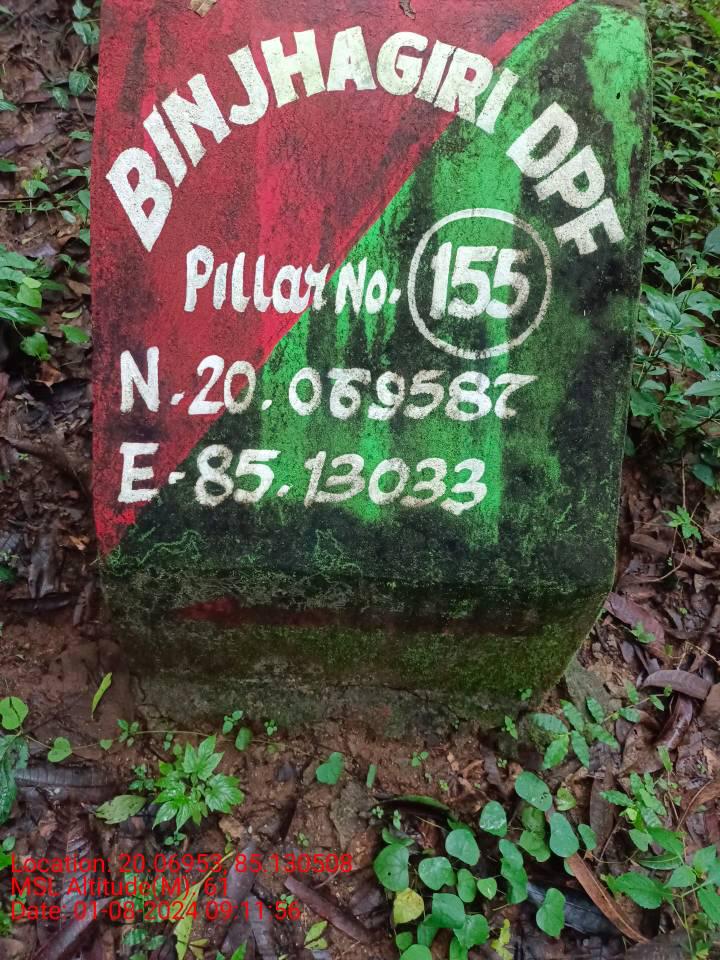 BINJHAGIRI DPF
Pillar No. 155
N.20.069587
E-85.13033
Location: 20.06953, 85.130508
MSL Altitude(M), 61
Date: 01-08-2024 09:11:56